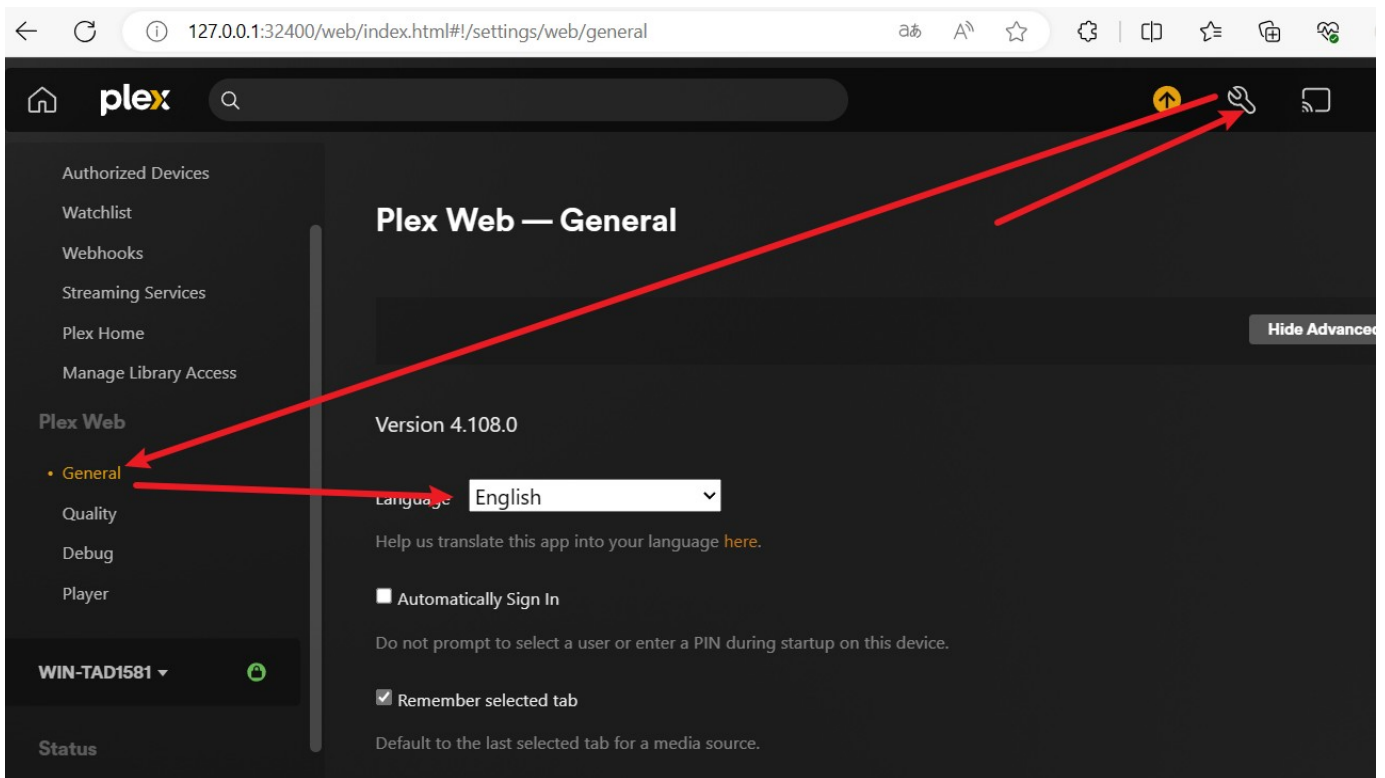 127.0.0.1:32400/web/index.html#!/settings/web/general
aあ
A
plex
Authorized Devices
Watchlist
Webhooks
Streaming Services
Plex Home
Manage Library Access
Plex Web
General
Quality
Debug
Player
WIN-TAD1581
Status
Plex Web — General
Hide Advanced
Version 4.108.0
Language English
Help us translate this app into your language here.
Automatically Sign In
Do not prompt to select a user or enter a PIN during startup on this device.
Remember selected tab
Default to the last selected tab for a media source.